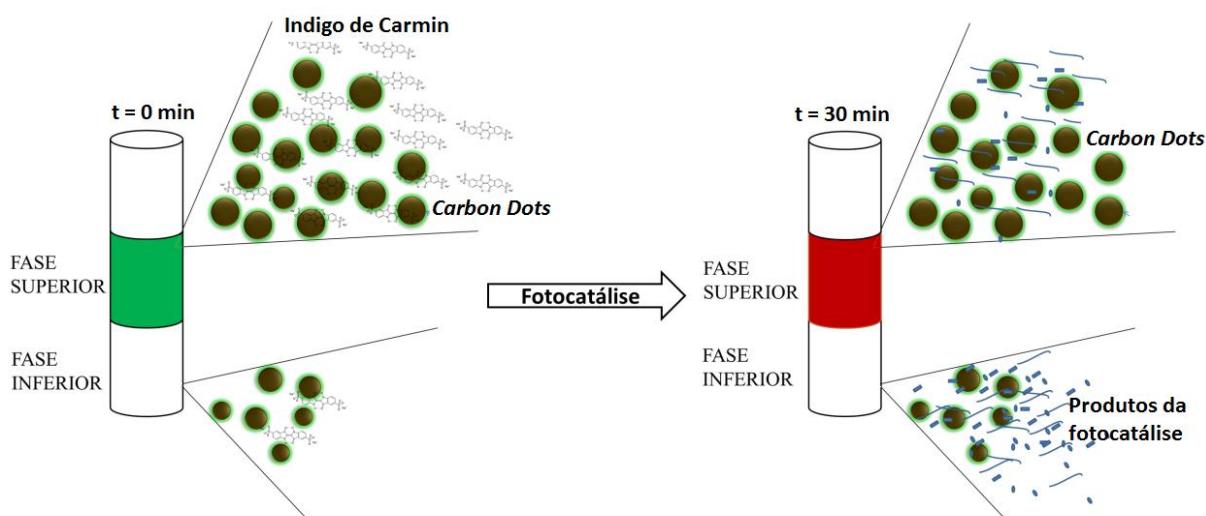 Indigo de Carmin
t = 0 min
Carbon Dots
FASE
SUPERIOR
FASE
INFERIOR
Fotocatálise
t = 30 min
Carbon Dots
FASE
SUPERIOR
FASE
INFERIOR
Produtos da
fotocatálise